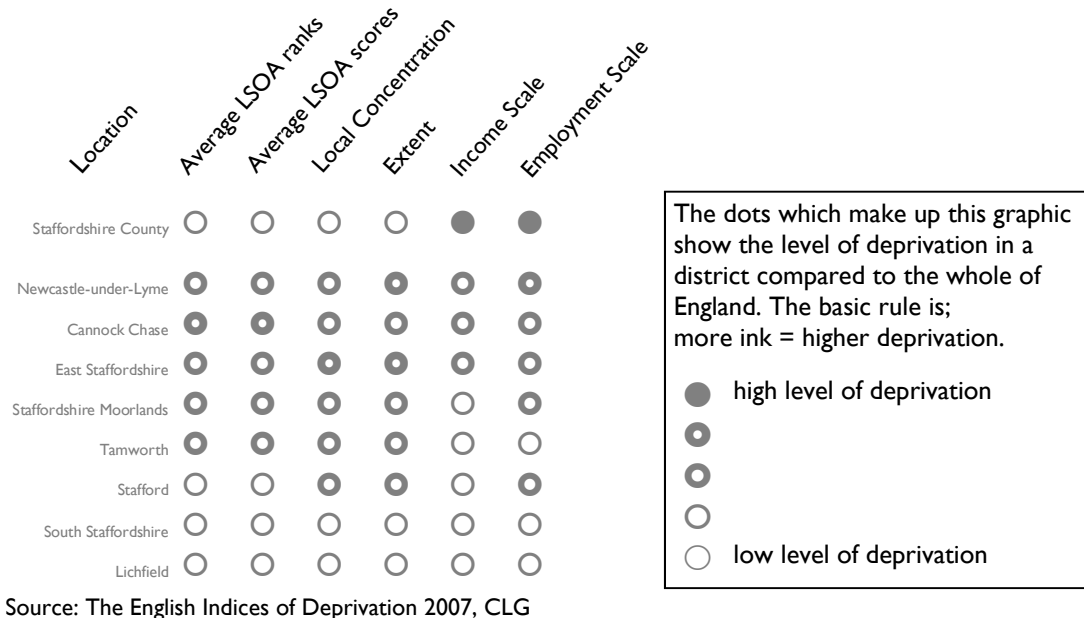 Location
Average LSOA ranks
Average LSOA scores
Local Concentration
Extent
Income Scale
Employment Scale
Staffordshire County
Newcastle-under-Lyme
Cannock Chase
East Staffordshire
Staffordshire Moorlands
Tamworth
Stafford
South Staffordshire
Lichfield
Source: The English Indices of Deprivation 2007, CLG
The dots which make up this graphic
show the level of deprivation in a
district compared to the whole of
England. The basic rule is;
more ink = higher deprivation.
high level of deprivation
low level of deprivation